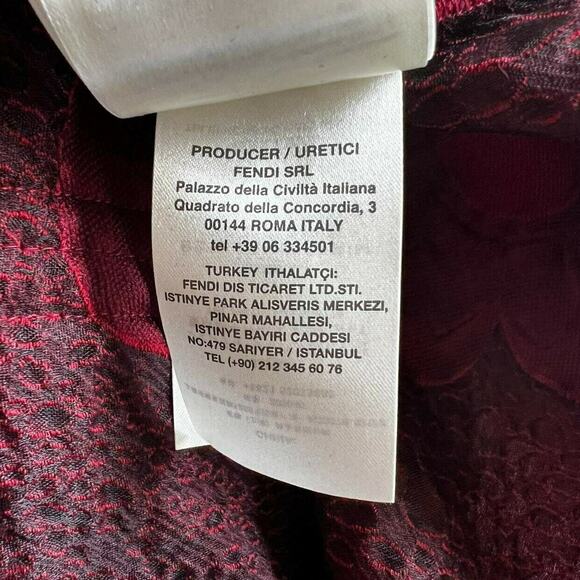 PRODUCER / URETICI
FENDI SRL
Palazzo della Civiltà Italiana
Quadrato della Concordia, 3
00144 ROMA ITALY
tel +39 06 334501
TURKEY ITHALATÇI:
FENDI DIS TICARET LTD.STI.
ISTINYE PARK ALISVERIS MERKEZI,
PINAR MAHALLESI,
ISTINYE BAYIRI CADDESI
NO:479 SARIYER / ISTANBUL
TEL (+90) 212 345 60 76